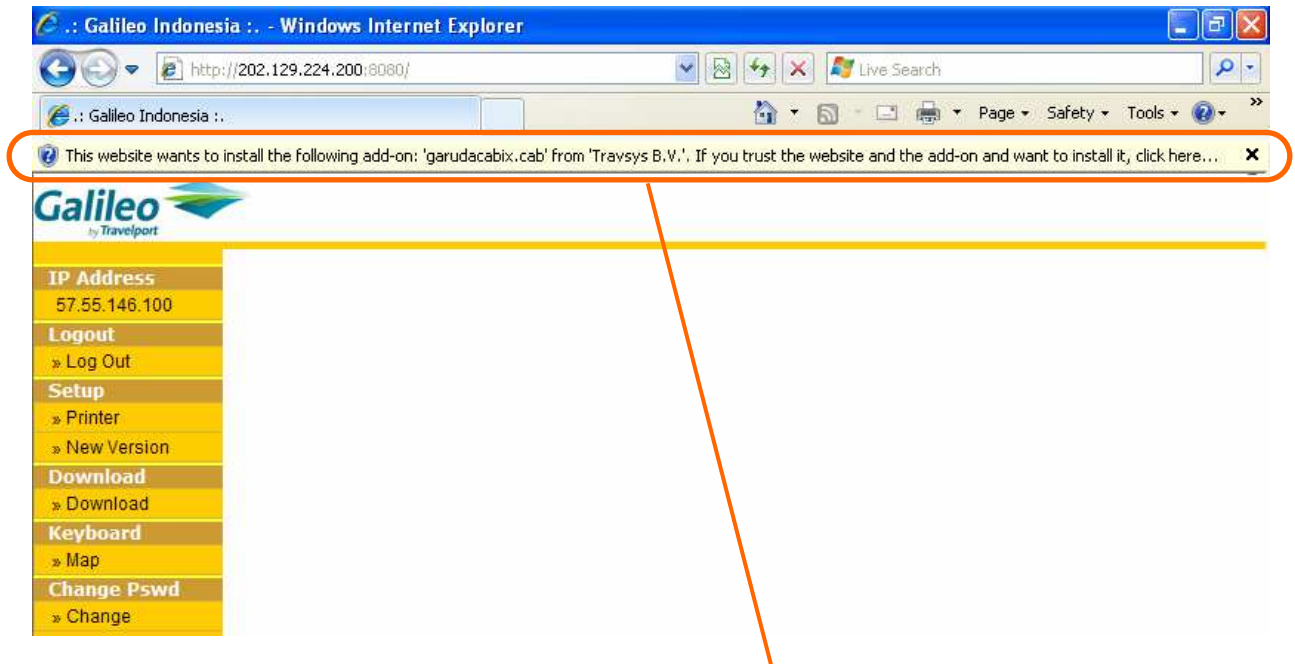 .: Galileo Indonesia :. - Windows Internet Explorer
http://202.129.224.200:8080/
Live Search
.: Galileo Indonesia :.
Page Safety Tools »
This website wants to install the following add-on: 'garudacabix.cab' from 'Travsys B.V.'. If you trust the website and the add-on and want to install it, click here...
Galileo
by Travelport
IP Address
57.55.146.100
Logout
» Log Out
Setup
» Printer
» New Version
Download
» Download
Keyboard
» Map
Change Pswd
» Change